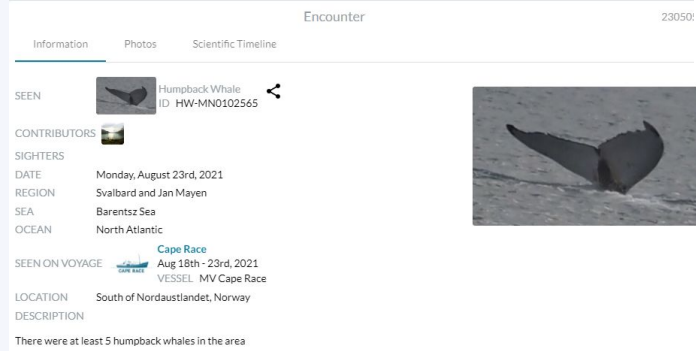 Encounter
23050
Information Photos Scientific Timeline
SEEN
Humpback Whale
ID HW-MN0102565
CONTRIBUTORS
SIGHTERS
DATE Monday, August 23rd, 2021
REGION Svalbard and Jan Mayen
SEA Barentsz Sea
OCEAN North Atlantic
SEEN ON VOYAGE
CAPE RACE
Cape Race
Aug 18th - 23rd, 2021
VESSEL MV Cape Race
LOCATION South of Nordaustlandet, Norway
DESCRIPTION
There were at least 5 humpback whales in the area